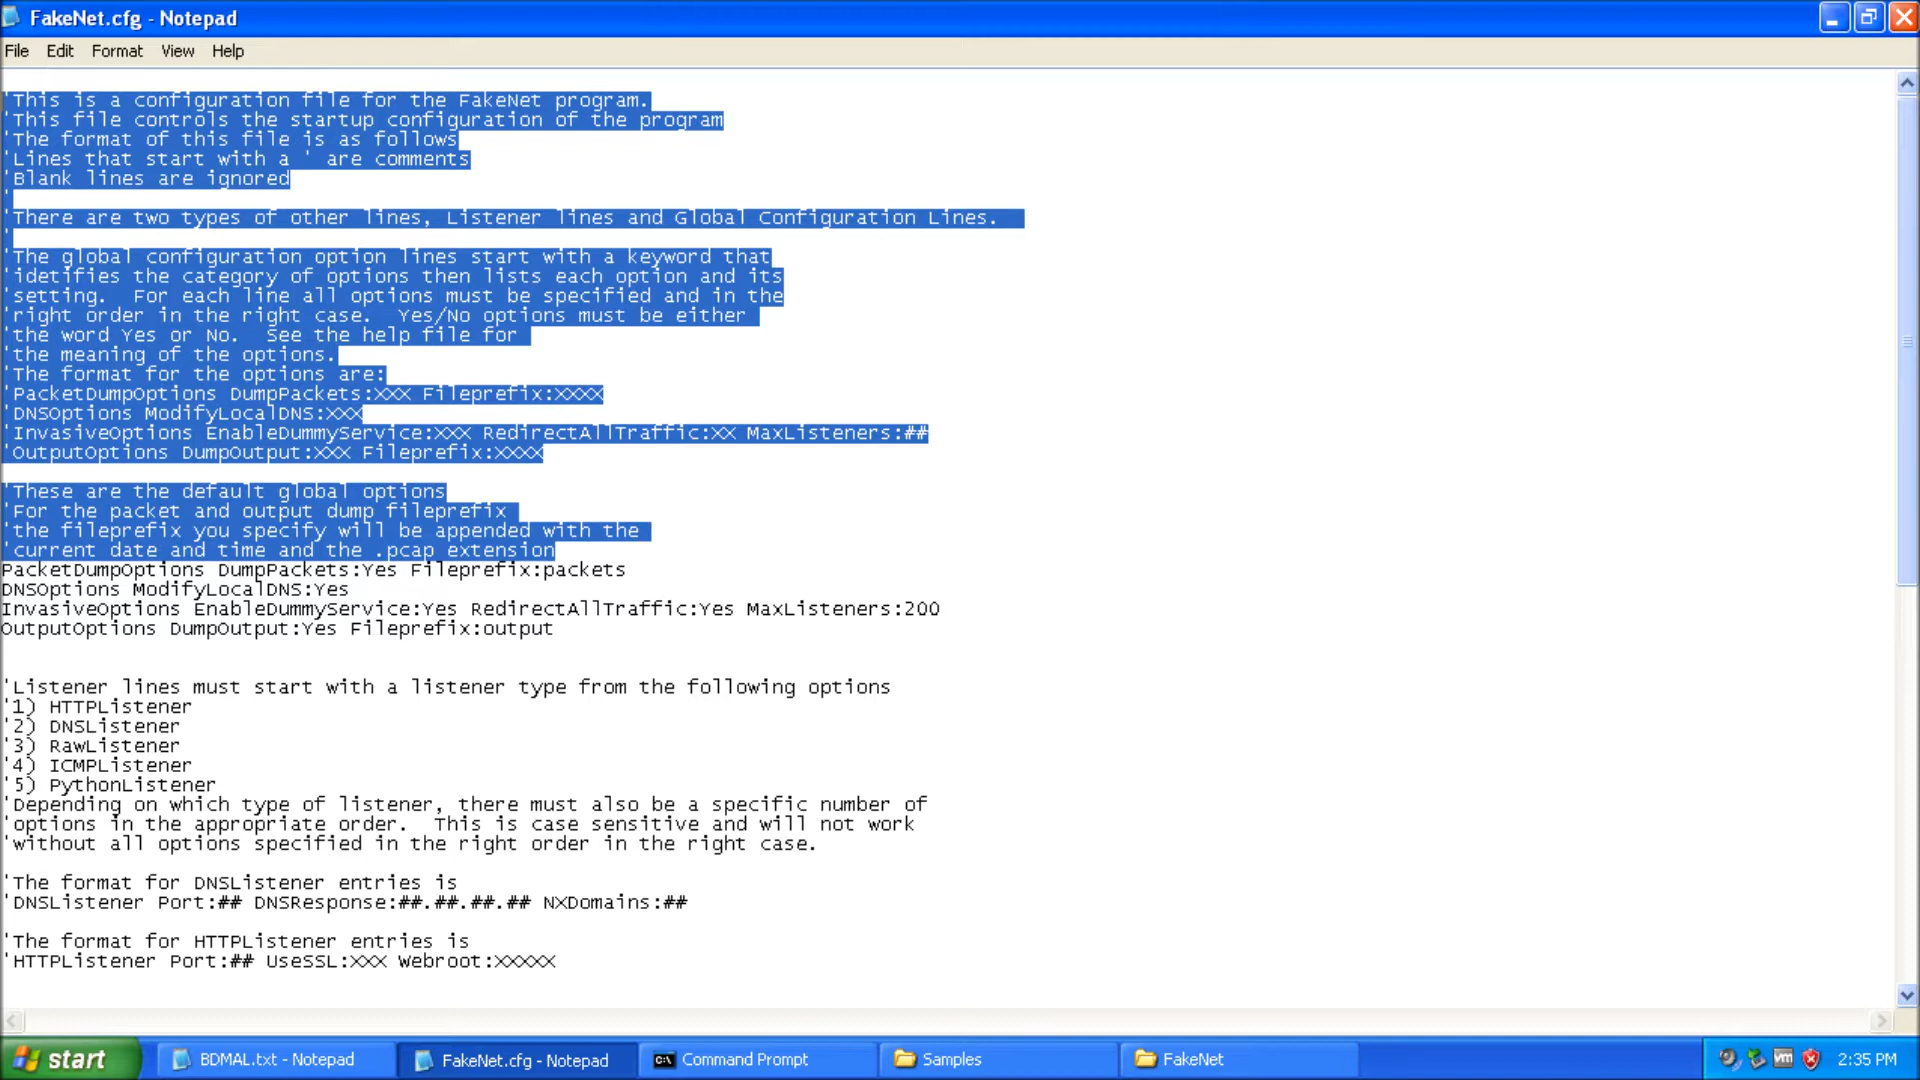 FakeNet.cfg - Notepad
File Edit Format View Help
'This is a configuration file for the FakeNet program.
'This file controls the startup configuration of the program
'The format of this file is as follows
'Lines that start with a ' are comments
'Blank lines are ignored
'
'There are two types of other lines, Listener lines and Global Configuration Lines.
'
'The global configuration option lines start with a keyword that
'idetifies the category of options then lists each option and its
'setting.  For each line all options must be specified and in the
'right order in the right case.  Yes/No options must be either
'the word Yes or No.  See the help file for
'the meaning of the options.
'The format for the options are:
'PacketDumpOptions DumpPackets:XXX Fileprefix:XXXX
'DNSOptions ModifyLocalDNS:XXX
'InvasiveOptions EnableDummyService:XXX RedirectAllTraffic:XX MaxListeners:##
'OutputOptions DumpOutput:XXX Fileprefix:XXXX
'These are the default global options
'For the packet and output dump fileprefix
'the fileprefix you specify will be appended with the
'current date and time and the .pcap extension
PacketDumpOptions DumpPackets:Yes Fileprefix:packets
DNSOptions ModifyLocalDNS:Yes
InvasiveOptions EnableDummyService:Yes RedirectAllTraffic:Yes MaxListeners:200
OutputOptions DumpOutput:Yes Fileprefix:output
'Listener lines must start with a listener type from the following options
'1) HTTPListener
'2) DNSListener
'3) RawListener
'4) ICMPListener
'5) PythonListener
'Depending on which type of listener, there must also be a specific number of
'options in the appropriate order.  This is case sensitive and will not work
'without all options specified in the right order in the right case.
'The format for DNSListener entries is
'DNSListener Port:## DNSResponse:##.##.##.## NXDomains:##
'The format for HTTPListener entries is
'HTTPListener Port:## UseSSL:XXX Webroot:XXXXX
start BDMAL.txt - Notepad FakeNet.cfg - Notepad C:\ Command Prompt Samples FakeNet vm 2:35 PM